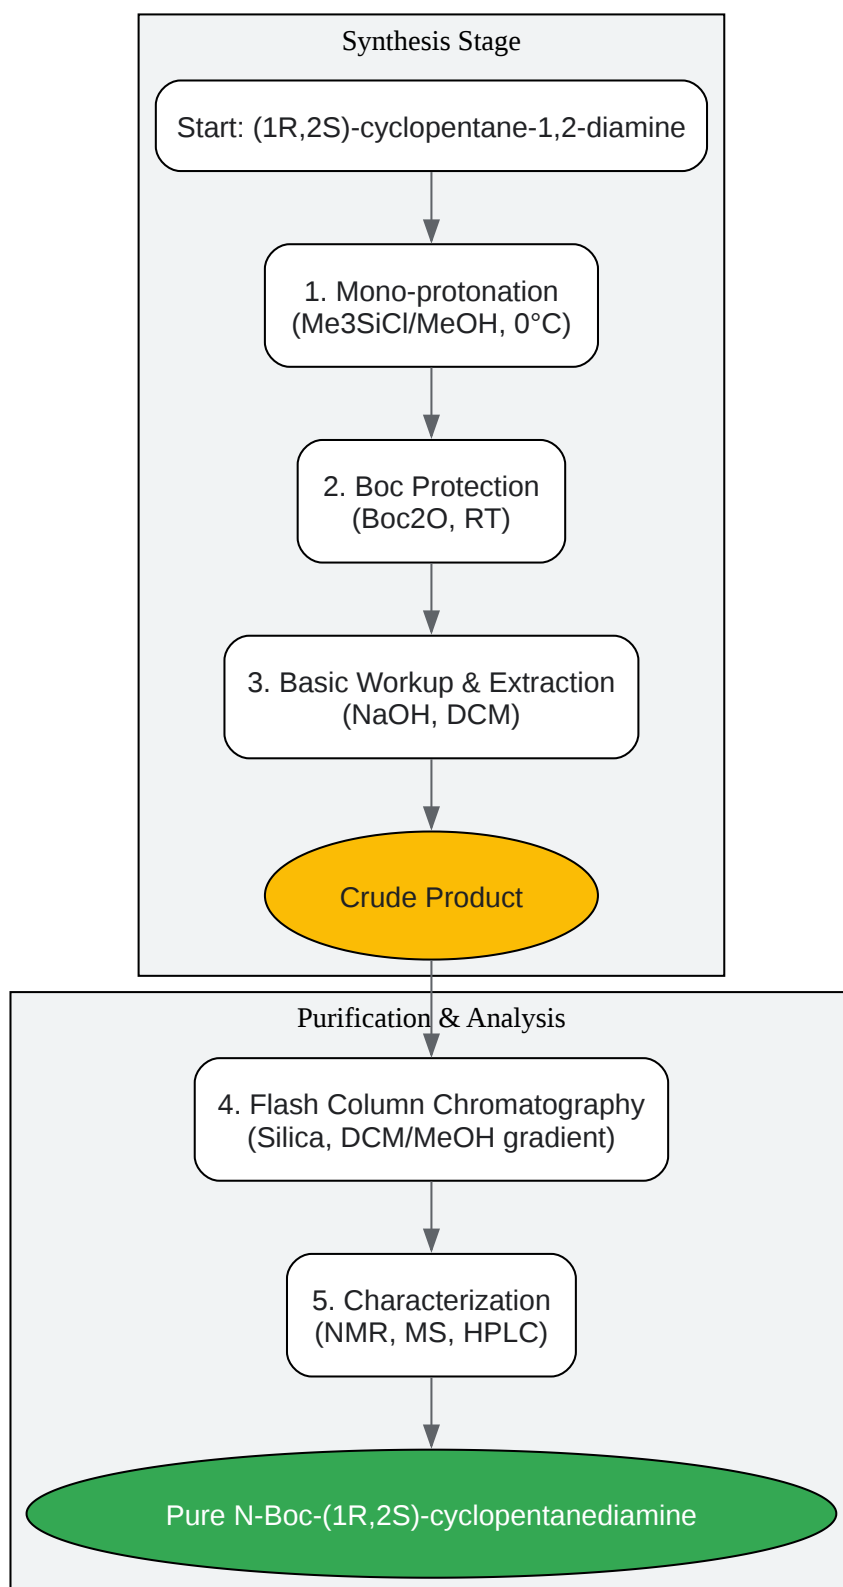 Synthesis Stage
Start: (1R,2S)-cyclopentane-1,2-diamine
1. Mono-protonation
(Me3SiCl/MeOH, 0°C)
2. Boc Protection
(Boc2O, RT)
3. Basic Workup & Extraction
(NaOH, DCM)
Crude Product
Purification & Analysis
4. Flash Column Chromatography
(Silica, DCM/MeOH gradient)
5. Characterization
(NMR, MS, HPLC)
Pure N-Boc-(1R,2S)-cyclopentanediamine